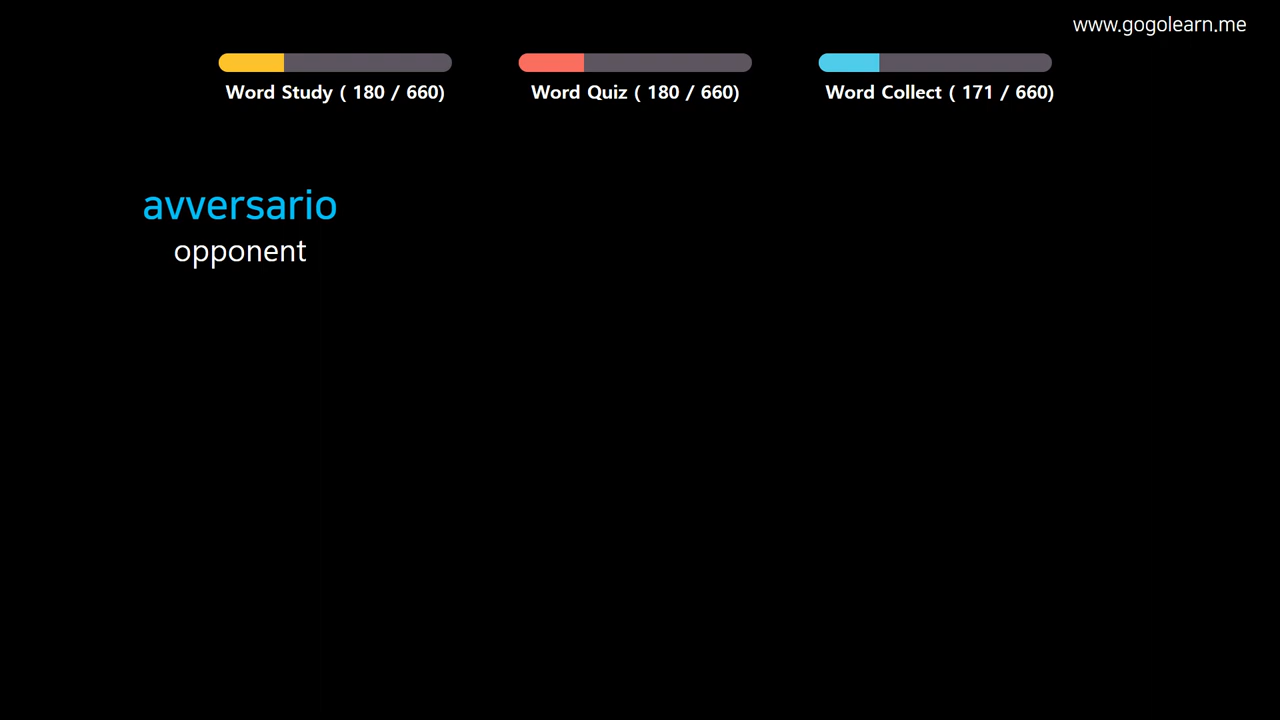 www.gogolearn.me
Word Study ( 180 / 660)
Word Quiz ( 180 / 660)
Word Collect ( 171 / 660)
avversario
opponent